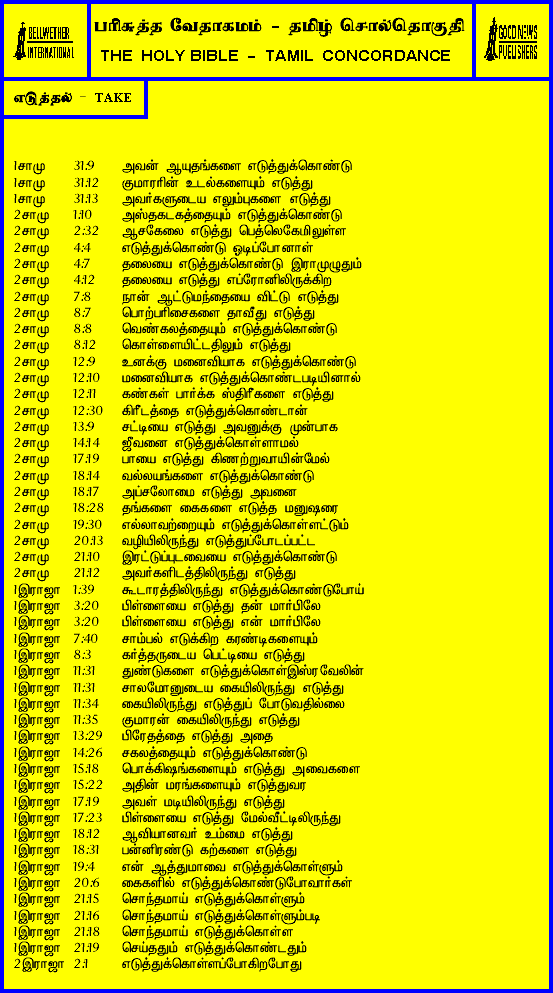 BELLWETHER
INTERNATIONAL
பரிசுத்த வேதாகமம் - தமிழ் சொல்தொகுதி
THE HOLY BIBLE - TAMIL CONCORDANCE
GOOD NEWS
PUBLISHERS
எடுத்தல் - TAKE
1சாமு 31:9 அவன் ஆயுதங்களை எடுத்துக்கொண்டு
1சாமு 31:12 குமாரரின் உடல்களையும் எடுத்து
1சாமு 31:13 அவர்களுடைய எலும்புகளை எடுத்து
2சாமு 1:10 அஸ்தகடகத்தையும் எடுத்துக்கொண்டு
2சாமு 2:32 ஆசகேலை எடுத்து பெத்லெகேமிலுள்ள
2சாமு 4:4 எடுத்துக்கொண்டு ஓடிப்போனாள்
2சாமு 4:7 தலையை எடுத்துக்கொண்டு இராமுழுதும்
2சாமு 4:12 தலையை எடுத்து எப்ரோனிலிருக்கிற
2சாமு 7:8 நான் ஆட்டுமந்தையை விட்டு எடுத்து
2சாமு 8:7 பொற்பரிசைகளை தாவீது எடுத்து
2சாமு 8:8 வெண்கலத்தையும் எடுத்துக்கொண்டு
2சாமு 8:12 கொள்ளையிட்டதிலும் எடுத்து
2சாமு 12:9 உனக்கு மனைவியாக எடுத்துக்கொண்டு
2சாமு 12:10 மனைவியாக எடுத்துக்கொண்டபடியினால்
2சாமு 12:11 கண்கள் பார்க்க ஸ்திரீகளை எடுத்து
2சாமு 12:30 கிரீடத்தை எடுத்துக்கொண்டான்
2சாமு 13:9 சட்டியை எடுத்து அவனுக்கு முன்பாக
2சாமு 14:14 ஜீவனை எடுத்துக்கொள்ளாமல்
2சாமு 17:19 பாயை எடுத்து கிணற்றுவாயின்மேல்
2சாமு 18:14 வல்லயங்களை எடுத்துக்கொண்டு
2சாமு 18:17 அப்சலோமை எடுத்து அவனை
2சாமு 18:28 தங்களை கைகளை எடுத்த மனுஷரை
2சாமு 19:30 எல்லாவற்றையும் எடுத்துக்கொள்ளட்டும்
2சாமு 20:13 வழியிலிருந்து எடுத்துப்போடப்பட்ட
2சாமு 21:10 இரட்டுப்புடவையை எடுத்துக்கொண்டு
2சாமு 21:12 அவர்களிடத்திலிருந்து எடுத்து
1இராஜா 1:39 கூடாரத்திலிருந்து எடுத்துக்கொண்டுபோய்
1இராஜா 3:20 பிள்ளையை எடுத்து தன் மார்பிலே
1இராஜா 3:20 பிள்ளையை எடுத்து என் மார்பிலே
1இராஜா 7:40 சாம்பல் எடுக்கிற கரண்டிகளையும்
1இராஜா 8:3 கர்த்தருடைய பெட்டியை எடுத்து
1இராஜா 11:31 துண்டுகளை எடுத்துக்கொள்இஸ்ரவேலின்
1இராஜா 11:31 சாலமோனுடைய கையிலிருந்து எடுத்து
1இராஜா 11:34 கையிலிருந்து எடுத்துப் போடுவதில்லை
1இராஜா 11:35 குமாரன் கையிலிருந்து எடுத்து
1இராஜா 13:29 பிரேதத்தை எடுத்து அதை
1இராஜா 14:26 சகலத்தையும் எடுத்துக்கொண்டு
1இராஜா 15:18 பொக்கிஷங்களையும் எடுத்து அவைகளை
1இராஜா 15:22 அதின் மரங்களையும் எடுத்துவர
1இராஜா 17:19 அவள் மடியிலிருந்து எடுத்து
1இராஜா 17:23 பிள்ளையை எடுத்து மேல்வீட்டிலிருந்து
1இராஜா 18:12 ஆவியானவர் உம்மை எடுத்து
1இராஜா 18:31 பன்னிரண்டு கற்களை எடுத்து
1இராஜா 19:4 என் ஆத்துமாவை எடுத்துக்கொள்ளும்
1இராஜா 20:6 கைகளில் எடுத்துக்கொண்டுபோவார்கள்
1இராஜா 21:15 சொந்தமாய் எடுத்துக்கொள்ளும்
1இராஜா 21:16 சொந்தமாய் எடுத்துக்கொள்ளும்படி
1இராஜா 21:18 சொந்தமாய் எடுத்துக்கொள்ள
1இராஜா 21:19 செய்ததும் எடுத்துக்கொண்டதும்
2இராஜா 2:1 எடுத்துக்கொள்ளப்போகிறபோது